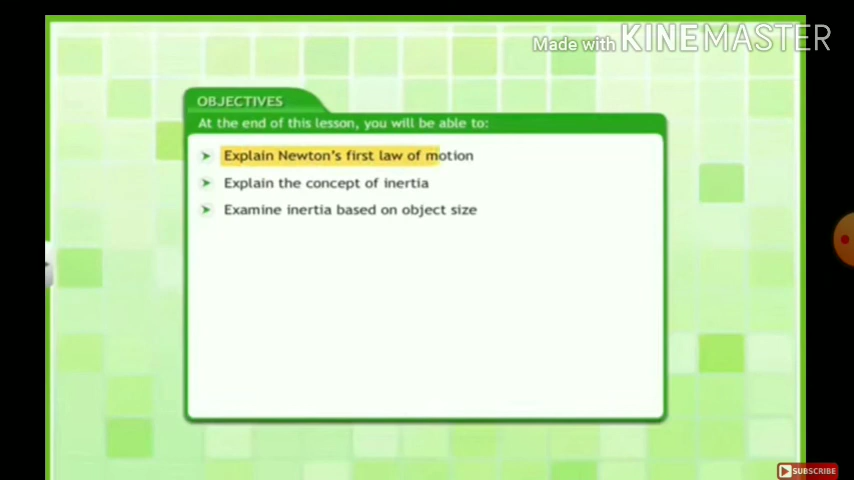 Made with KINEMASTER
OBJECTIVES
At the end of this lesson, you will be able to:
Explain Newton's first law of motion
Explain the concept of inertia
Examine inertia based on object size
SUBSCRIBE